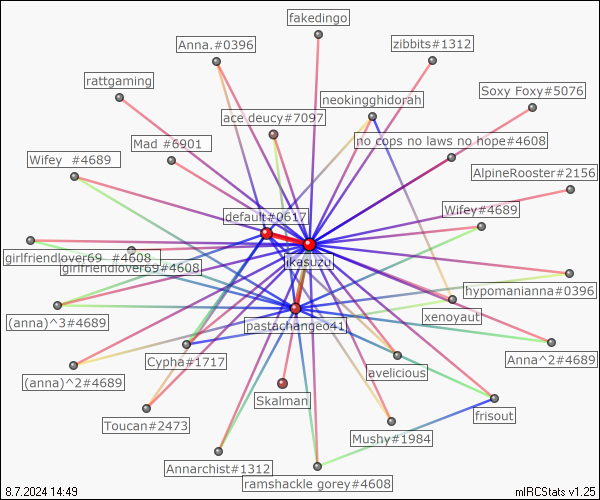 fakedingo
Anna.#0396
zibbits#1312
rattgaming
Soxy Foxy#5076
neokingghidorah
ace deucy#7097
no cops no laws no hope#4608
Mad #6901
Wifey #4689
AlpineRooster#2156
Wifey#4689
default#0617
girlfriendlover69 #4608
ikasuzu
girlfriendlover69#4608
hypomanianna#0396
xenoyaut
(anna)^3#4689
pastachangeo41
Cypha#1717
Anna^2#4689
avelicious
(anna)^2#4689
Skalman
frisout
Toucan#2473
Mushy#1984
Annarchist#1312
ramshackle gorey#4608
8.7.2024 14:49
mIRCStats v1.25